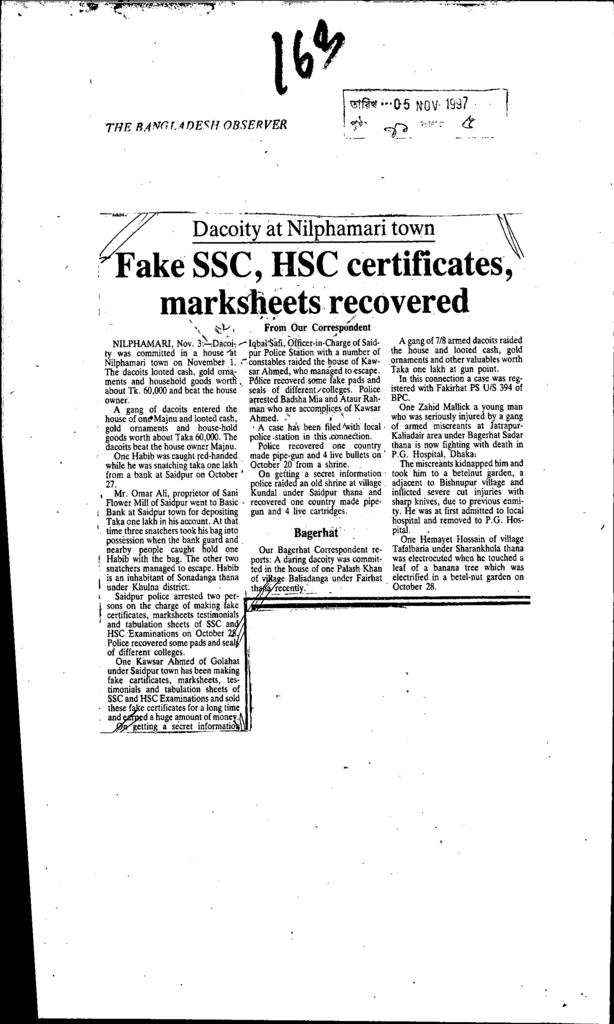 163
THE BANGLADESH OBSERVER
তারিখ ... 05 NOV 1997
পৃষ্ঠা
Dacoity at Nilphamari town
Fake SSC, HSC certificates,
marksheets recovered
From Our Correspondent
NILPHAMARI, Nov. 3:—Dacoi-
ty was committed in a house at
Nilphamari town on November 1.
The dacoits looted cash, gold orna-
ments and household goods worth
about Tk. 60,000 and beat the house
owner.
A gang of dacoits entered the
house of one Majnu and looted cash,
gold ornaments and house-hold
goods worth about Taka 60,000. The
dacoits beat the house owner Majnu.
One Habib was caught red-handed
while he was snatching taka one lakh
from a bank at Saidpur on October
27.
Mr. Omar Ali, proprietor of Sani
Flower Mill of Saidpur went to Basic
Bank at Saidpur town for depositing
Taka one lakh in his account. At that
time three snatchers took his bag into
possession when the bank guard and
nearby people caught hold one
Habib with the bag. The other two
snatchers managed to escape. Habib
is an inhabitant of Sonadanga thana
under Khulna district.
Saidpur police arrested two per-
sons on the charge of making fake
certificates, marksheets testimonials
and tabulation sheets of SSC and
HSC Examinations on October 28.
Police recovered some pads and seals
of different colleges.
One Kawsar Ahmed of Golahat
under Saidpur town has been making
fake cartificates, marksheets, tes-
timonials and tabulation sheets of
SSC and HSC Examinations and sold
these fake certificates for a long time
and earned a huge amount of money.
On getting a secret information
Iqbal Safi, Officer-in-Charge of Said-
pur Police Station with a number of
constables raided the house of Kaw-
sar Ahmed, who managed to escape.
Police recoverd some fake pads and
seals of different colleges. Police
arrested Badsha Mia and Ataur Rah-
man who are accomplices of Kawsar
Ahmed.
A case has been filed with local
police station in this connection.
Police recovered one country
made pipe-gun and 4 live bullets on
October 20 from a shrine.
On getting a secret information
police raided an old shrine at village
Kundal under Saidpur thana and
recovered one country made pipe-
gun and 4 live cartridges.
Bagerhat
Our Bagerhat Correspondent re-
ports: A daring dacoity was commit-
ted in the house of one Palash Khan
of village Baliadanga under Fairhat
thana recently.
A gang of 7/8 armed dacoits raided
the house and looted cash, gold
ornaments and other valuables worth
Taka one lakh at gun point.
In this connection a case was reg-
istered with Fakirhat PS U/S 394 of
BPC.
One Zahid Mallick a young man
who was seriously injured by a gang
of armed miscreants at Jatrapur-
Kaliadair area under Bagerhat Sadar
thana is now fighting with death in
P.G. Hospital, Dhaka:
The miscreants kidnapped him and
took him to a betelnut garden, a
adjacent to Bishnupur village and
inflicted severe cut injuries with
sharp knives, due to previous enmi-
ty. He was at first admitted to local
hospital and removed to P.G. Hos-
pital.
One Hemayet Hossain of village
Tafalbaria under Sharankhola thana
was electrocuted when he touched a
leaf of a banana tree which was
electrified in a betel-nut garden on
October 28.